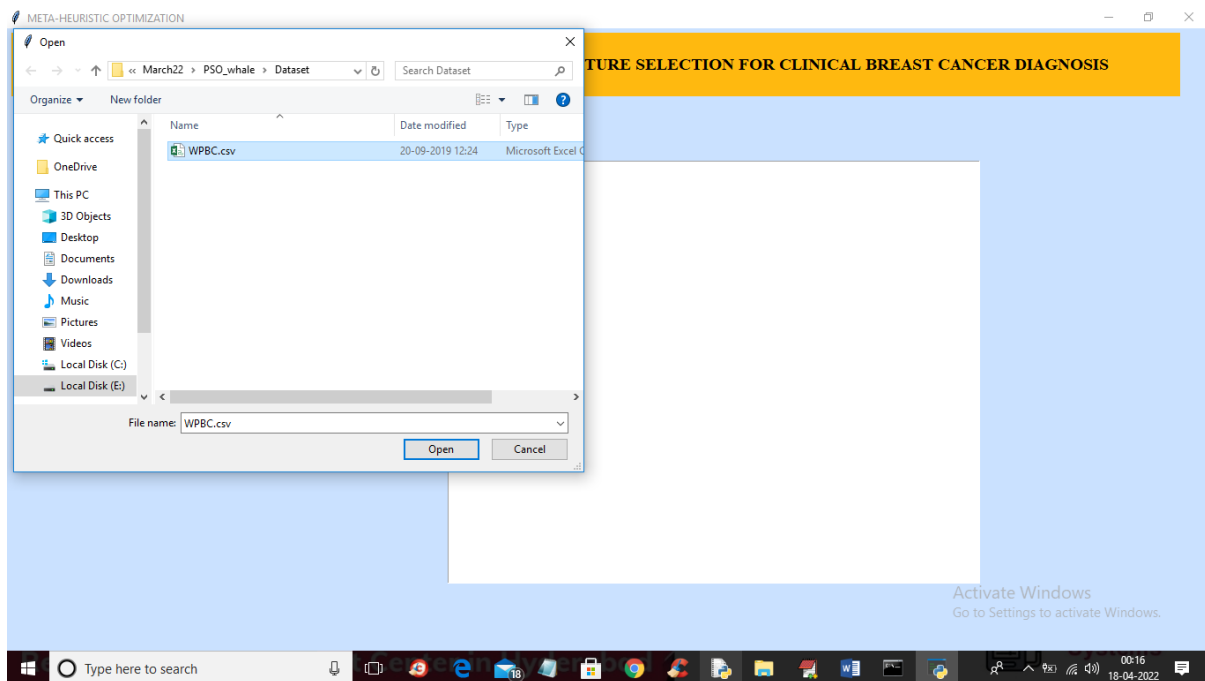 META-HEURISTIC OPTIMIZATION
Open
TURE SELECTION FOR CLINICAL BREAST CANCER DIAGNOSIS
« March22 › PSO_whale › Dataset
Search Dataset
Organize
New folder
Name
Date modified
Type
Quick access
WPBC.csv
20-09-2019 12:24
Microsoft Excel
OneDrive
This PC
3D Objects
Desktop
Documents
Downloads
Music
Pictures
Videos
Local Disk (C:)
Local Disk (E:)
File name:
WPBC.csv
Open
Cancel
Activate Windows
Go to Settings to activate Windows.
Type here to search
18
00:16
18-04-2022